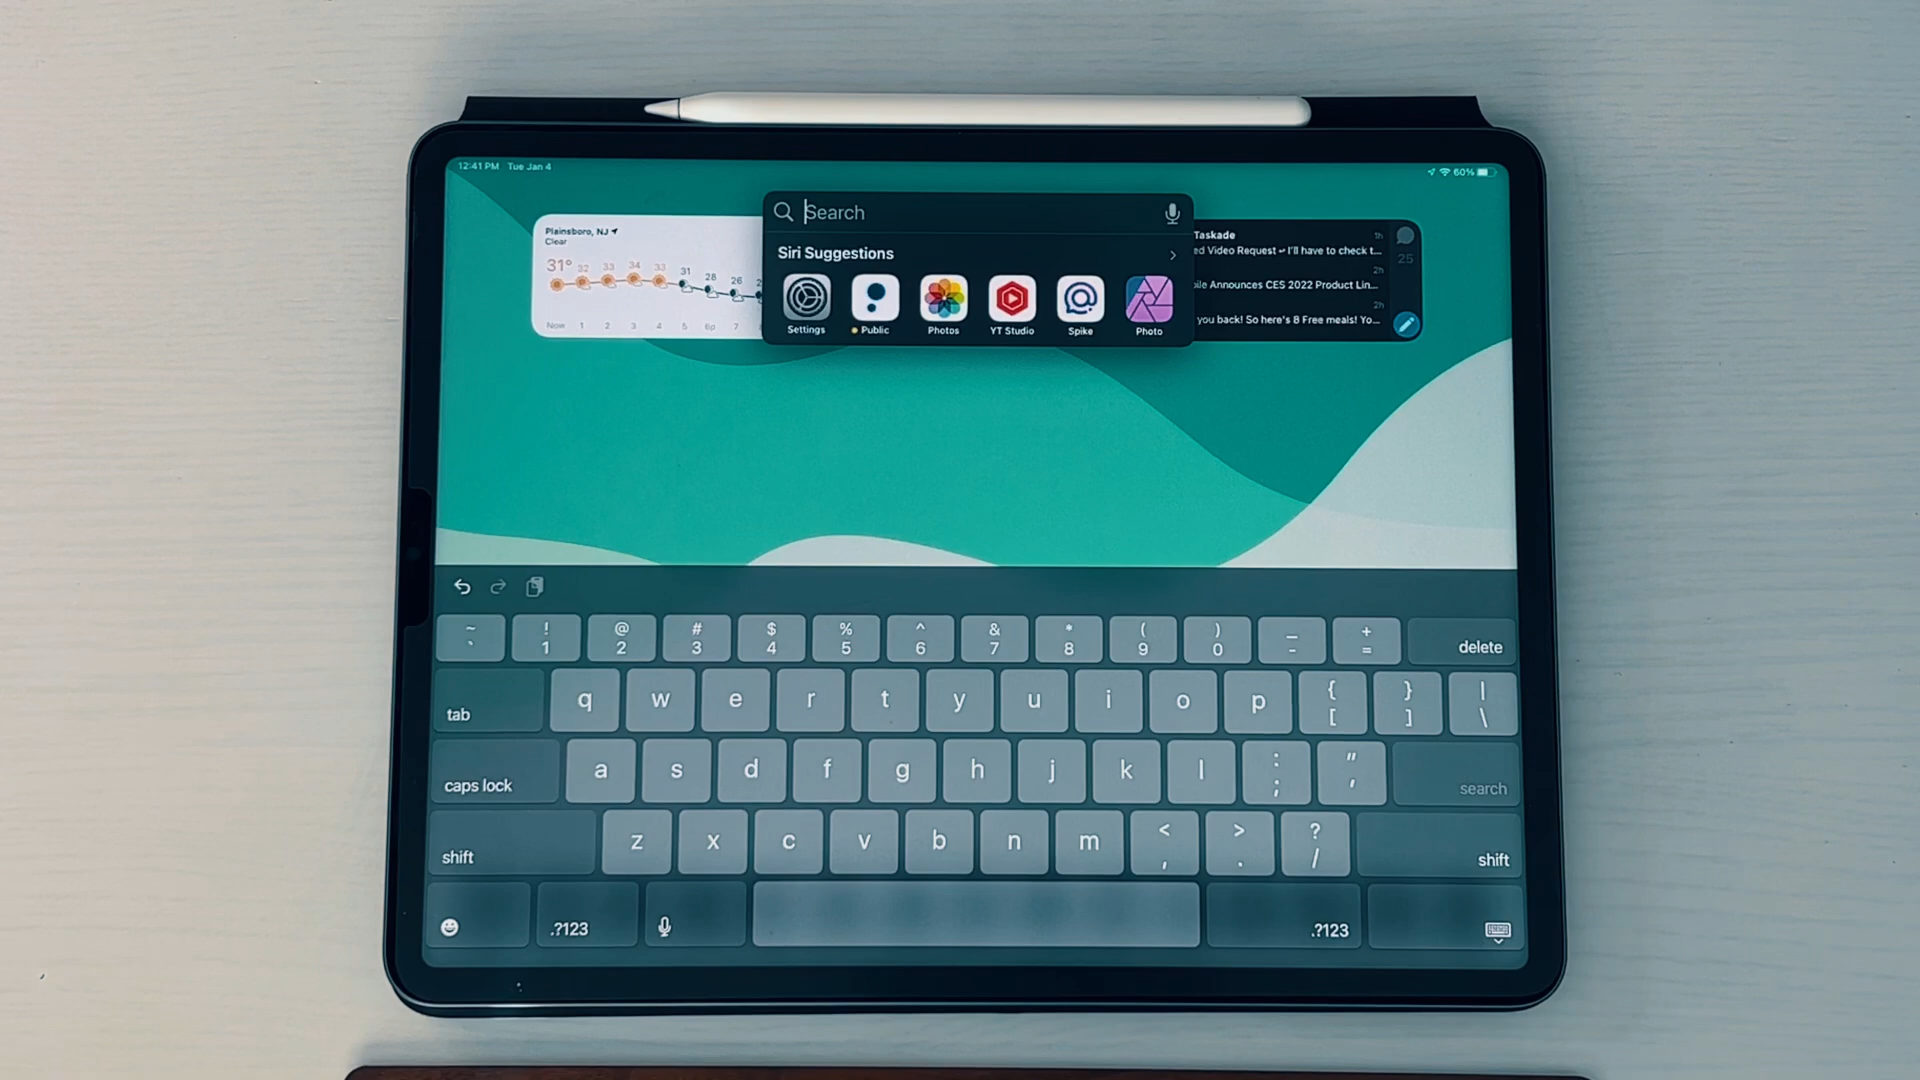 12:41 PM Tue Jan 4
60%
Search
Plainsboro, NJ
Clear
31° 32 33 34 33 31 28 26
Now 1 2 3 4 5 6p 7
Siri Suggestions
Settings Public Photos YT Studio Spike Photo
Taskade 1h
ed Video Request I'll have to check t...
25
2h
ile Announces CES 2022 Product Lin...
2h
you back! So here's 8 Free meals! Yo...
~ ! @ # $ % ^ & * ( ) _ +
` 1 2 3 4 5 6 7 8 9 0 - = delete
tab q w e r t y u i o p { [ } ] | \
caps lock a s d f g h j k l : ; " ' search
shift z x c v b n m < , > . ? / shift
.?123 .?123